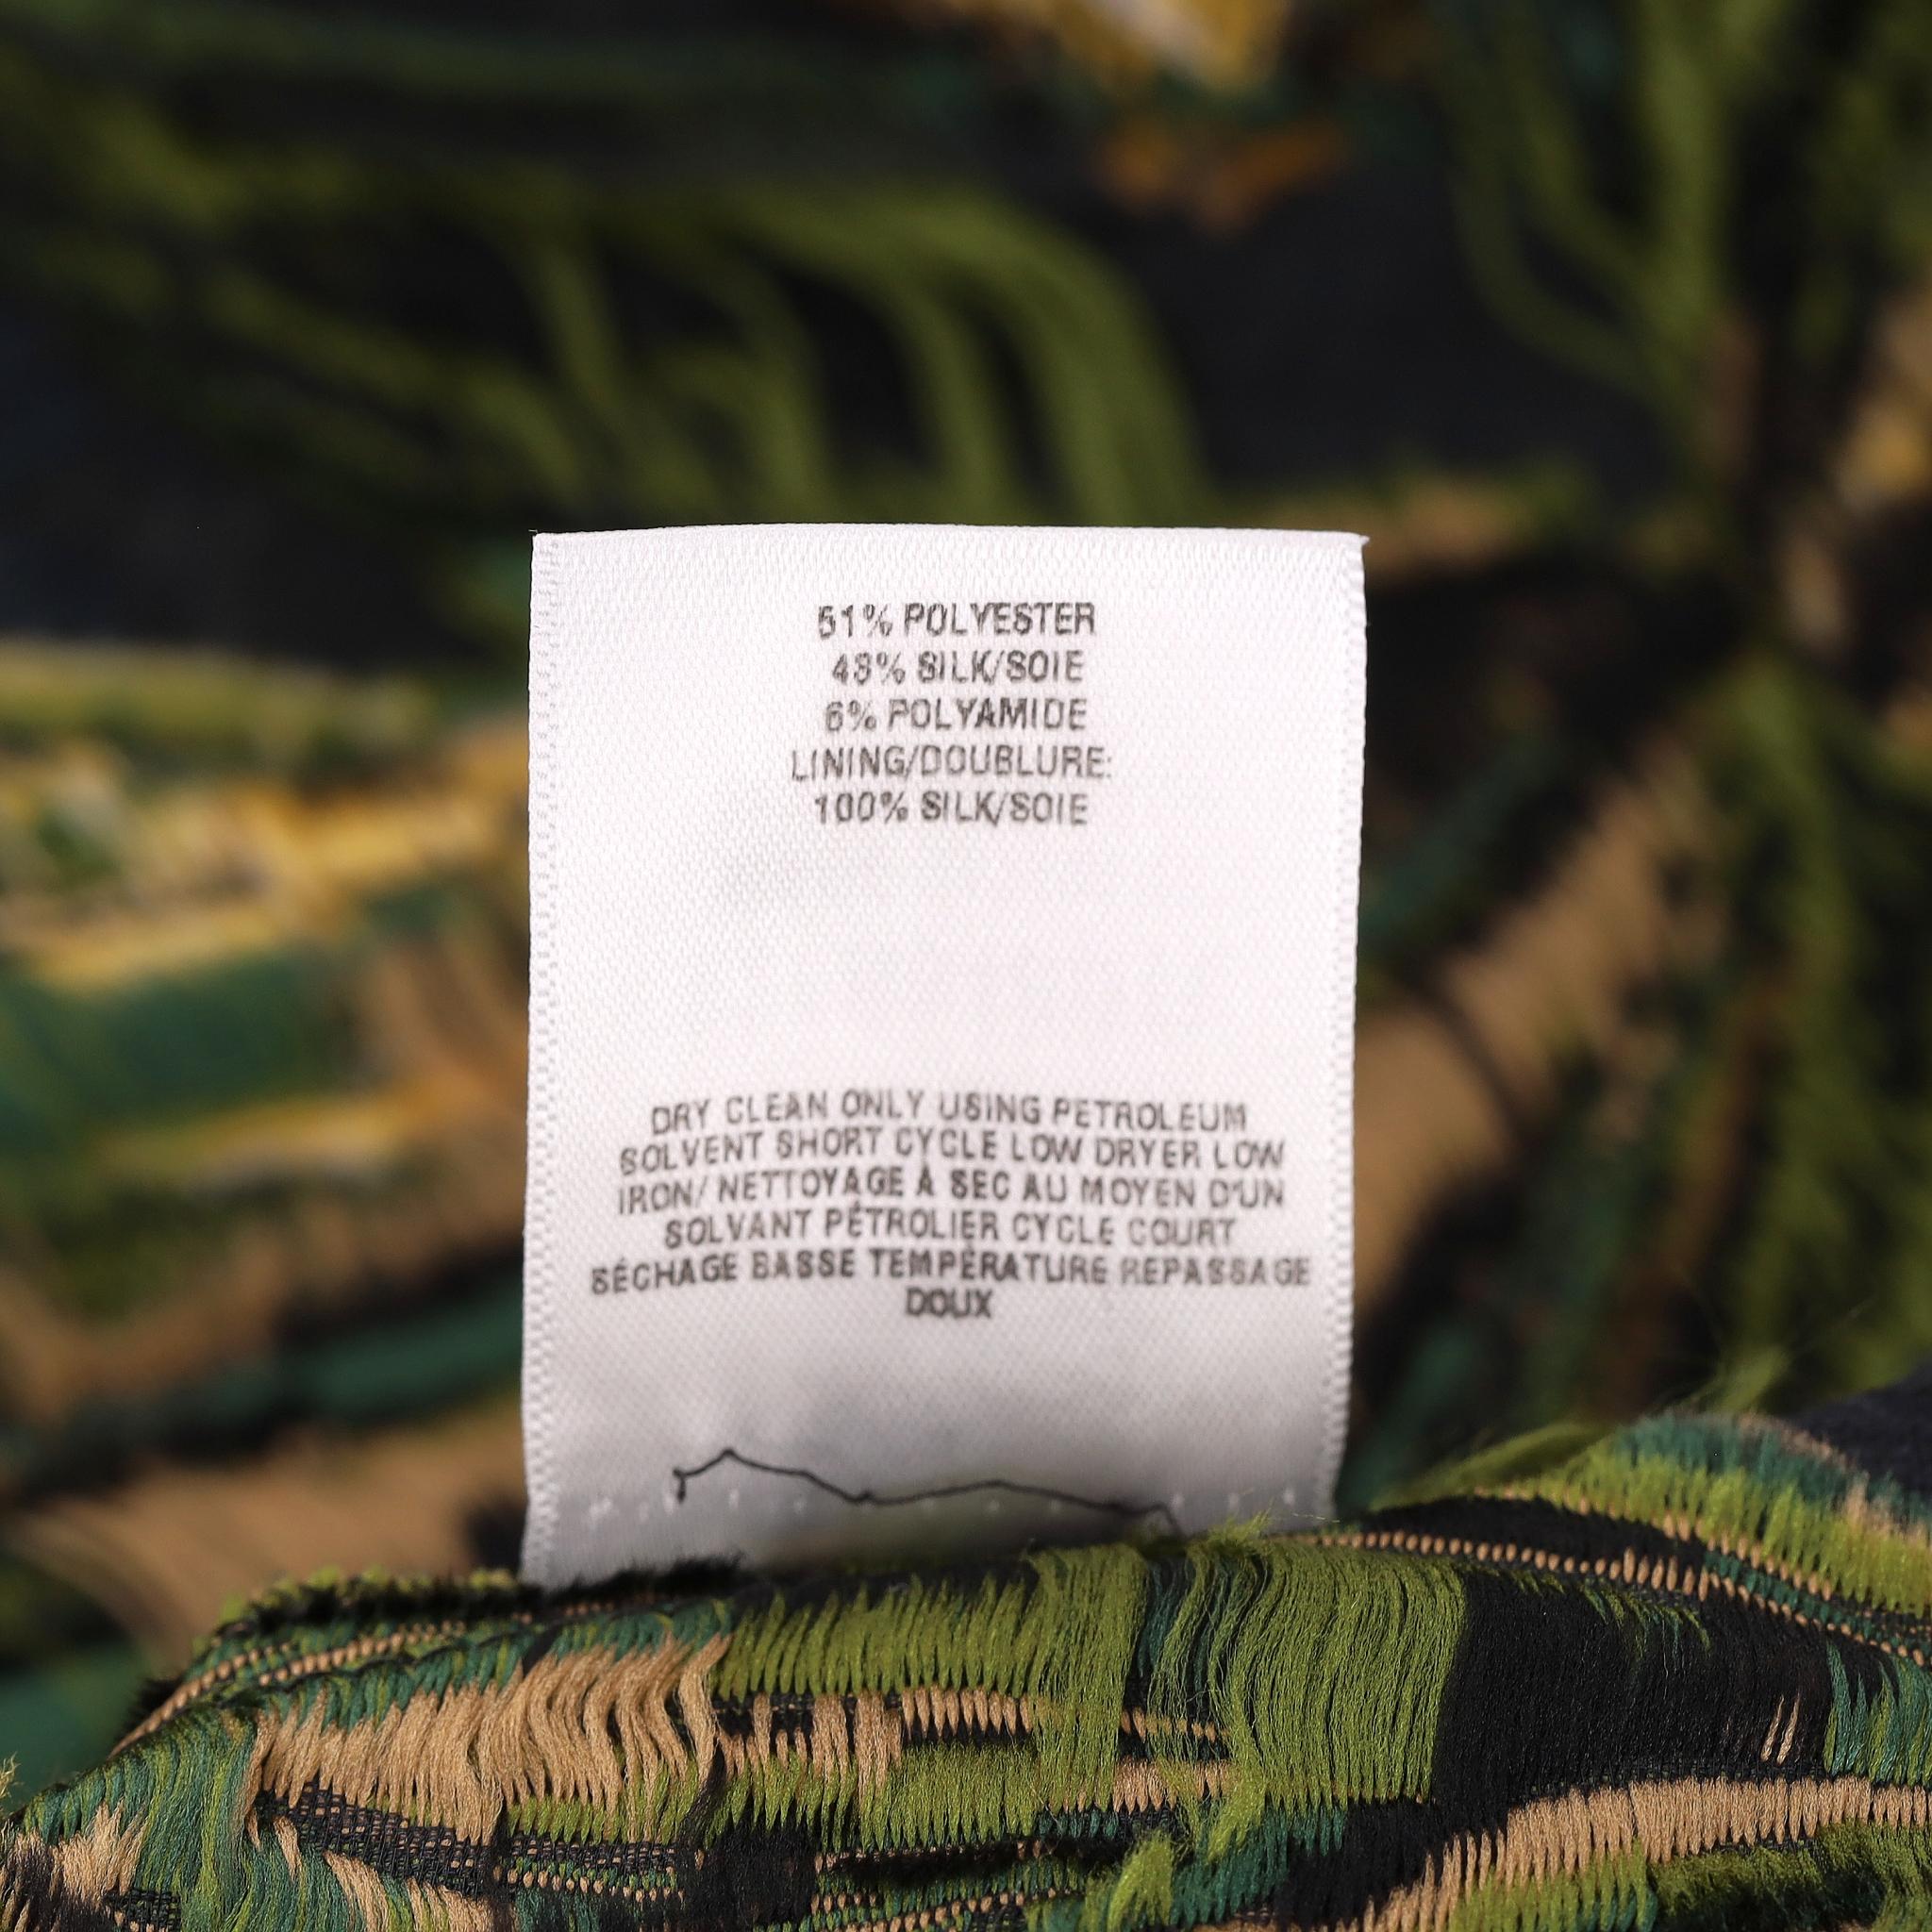 51% POLYESTER
43% SILK/SOIE
6% POLYAMIDE
LINING/DOUBLURE:
100% SILK/SOIE
DRY CLEAN ONLY USING PETROLEUM
SOLVENT SHORT CYCLE LOW DRYER LOW
IRON/ NETTOYAGE À SEC AU MOYEN D'UN
SOLVANT PÉTROLIER CYCLE COURT
SÉCHAGE BASSE TEMPÉRATURE REPASSAGE
DOUX